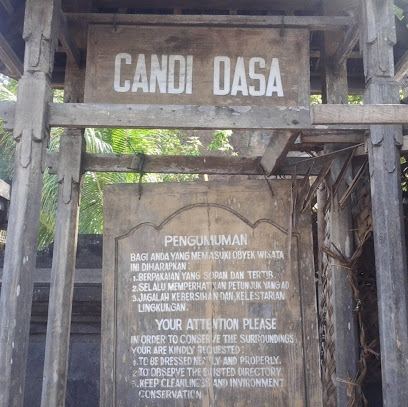 CANDI DASA
PENGUMUMAN
BAGI ANDA YANG MEMASUKI OBYEK WISATA
INI DIHARAPKAN :
1. BERPAKAIAN YANG SOPAN DAN TERTIB.
2. SELALU MEMPERHATIKAN PETUNJUK YANG AD
3. JAGALAH KEBERSIHAN DAN KELESTARIAN
LINGKUNGAN.
YOUR ATTENTION PLEASE
IN ORDER TO CONSERVE THE SURROUNDINGS
YOUR ARE KINDLY REQUESTED :
1. TO BE DRESSED NEATLY AND PROPERLY.
2. TO OBSERVE THE EXISTED DIRECTORY.
3. KEEP CLEANLINESS AND INVIRONMENT
CONSERVATION.